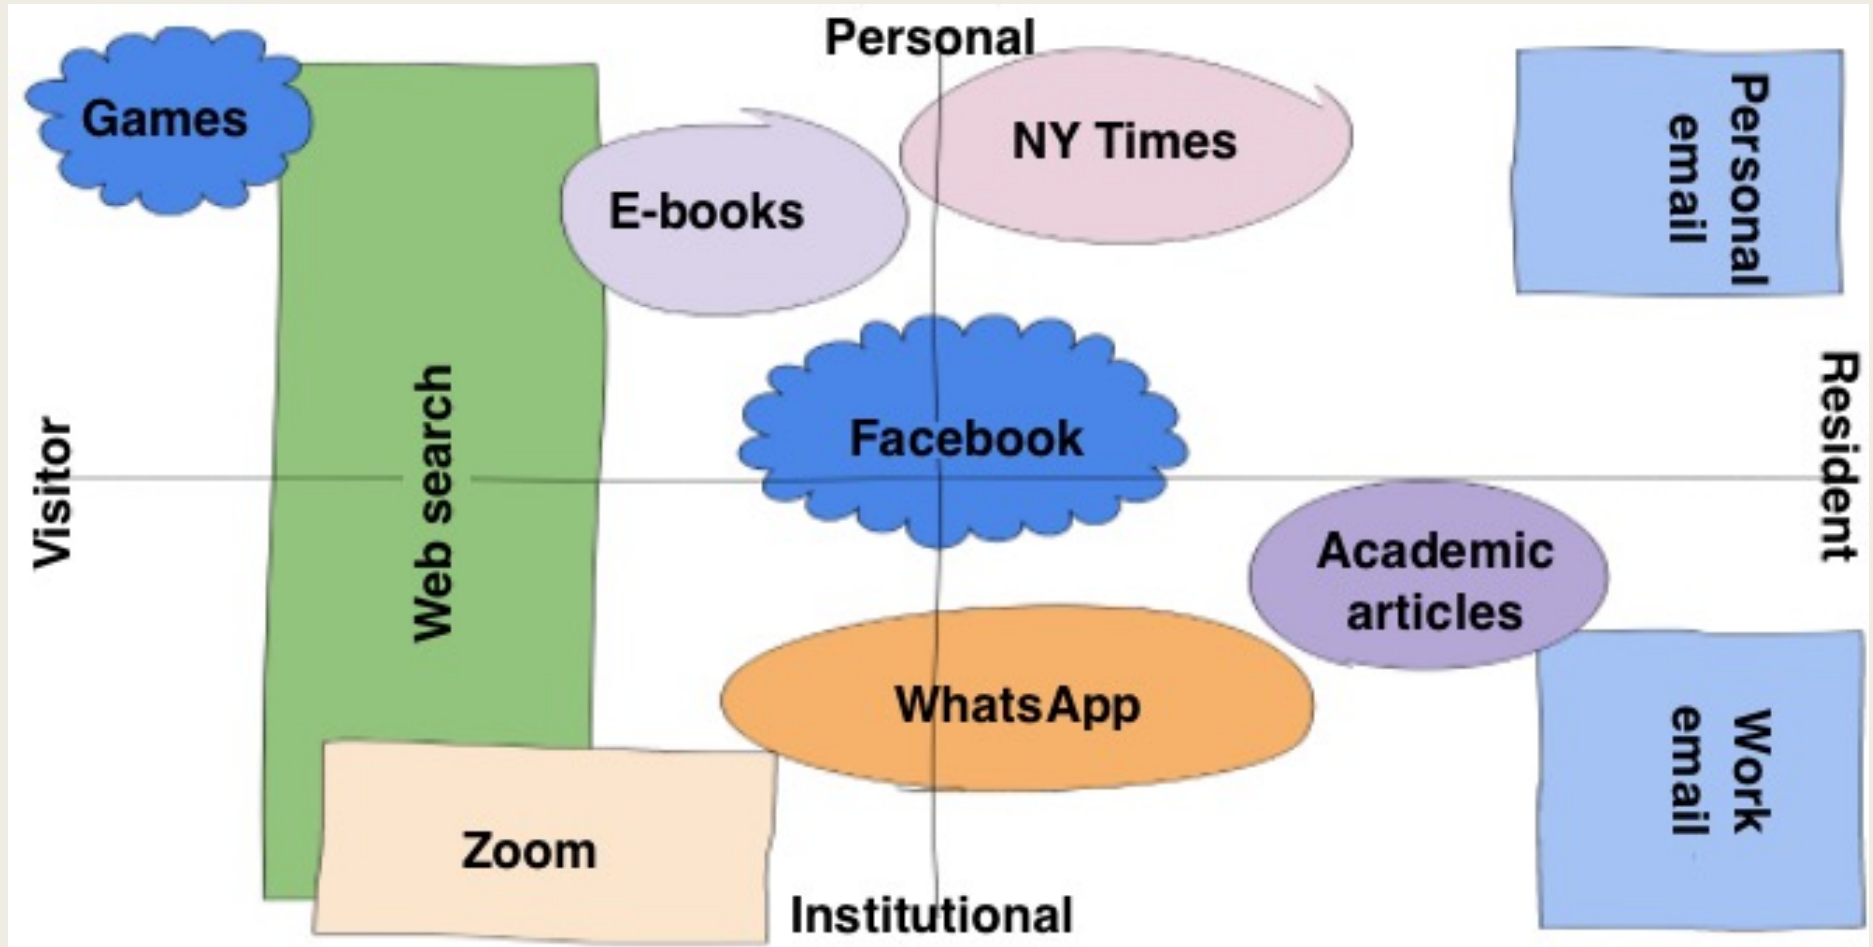 Personal
Games
NY Times
Personal
email
E-books
Visitor
Web search
Facebook
Resident
Academic
articles
WhatsApp
Work
email
Zoom
Institutional